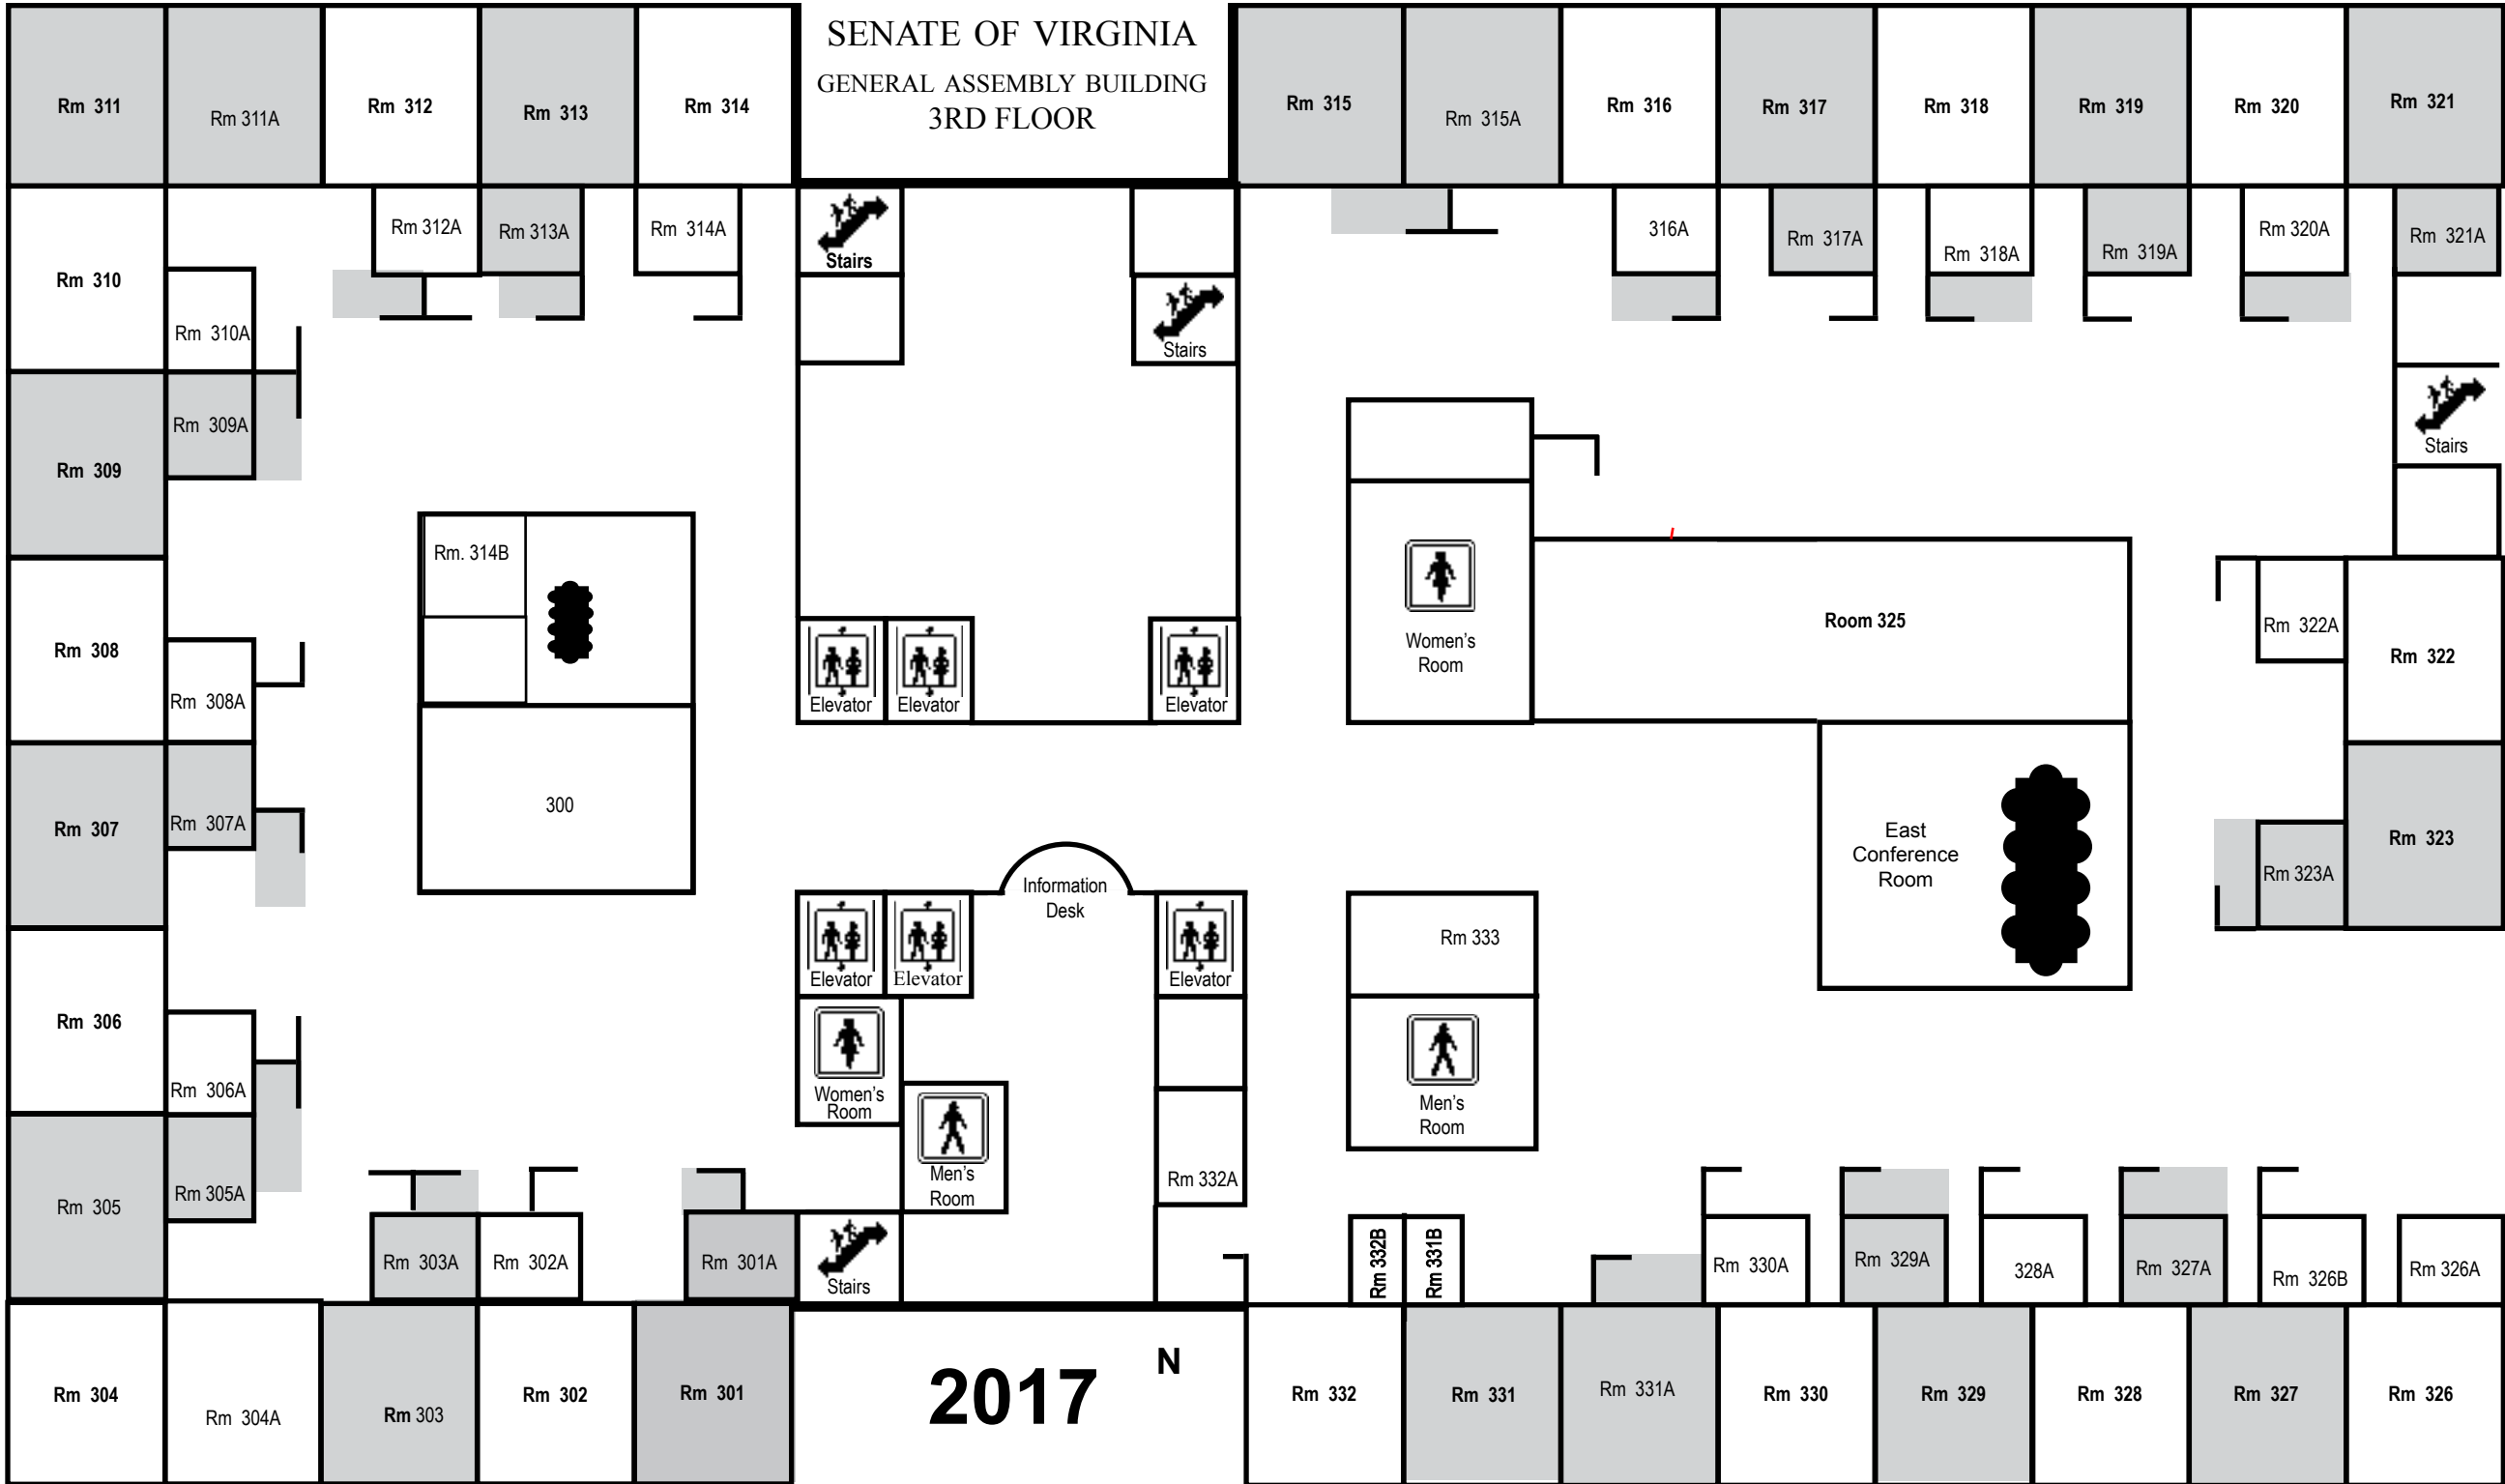 SENATE OF VIRGINIA
GENERAL ASSEMBLY BUILDING
3RD FLOOR
Rm 311
Rm 311A
Rm 312
Rm 313
Rm 314
Rm 315
Rm 315A
Rm 316
Rm 317
Rm 318
Rm 319
Rm 320
Rm 321
Rm 312A
Rm 313A
Rm 314A
Stairs
316A
Rm 317A
Rm 318A
Rm 319A
Rm 320A
Rm 321A
Rm 310
Rm 310A
Stairs
Rm 309
Rm 309A
Stairs
Rm. 314B
Women's
Room
Room 325
Rm 322A
Rm 322
Rm 308
Rm 308A
Elevator
Elevator
Elevator
Rm 307
Rm 307A
300
East
Conference
Room
Rm 323A
Rm 323
Information
Desk
Elevator
Elevator
Elevator
Rm 333
Rm 306
Rm 306A
Women's
Room
Men's
Room
Men's
Room
Rm 332A
Rm 305
Rm 305A
Rm 303A
Rm 302A
Rm 301A
Stairs
Rm 332B
Rm 331B
Rm 330A
Rm 329A
328A
Rm 327A
Rm 326B
Rm 326A
Rm 304
Rm 304A
Rm 303
Rm 302
Rm 301
2017
N
Rm 332
Rm 331
Rm 331A
Rm 330
Rm 329
Rm 328
Rm 327
Rm 326